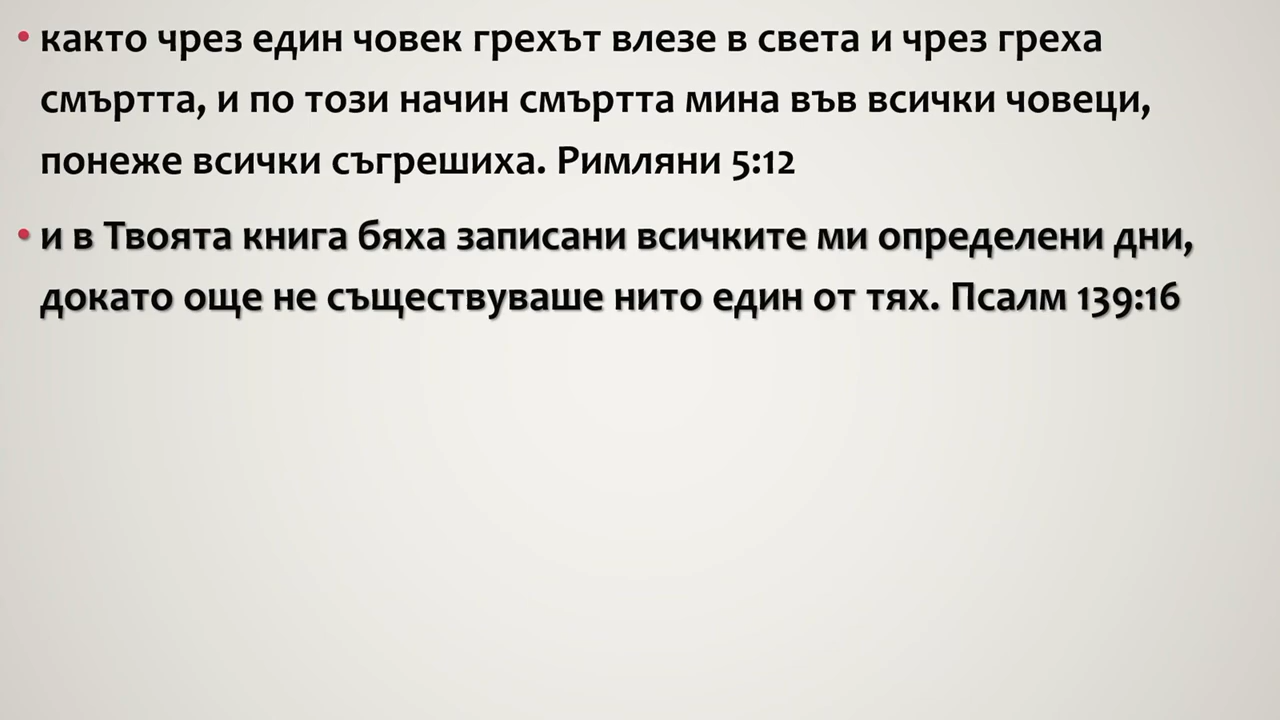 • както чрез един човек грехът влезе в света и чрез греха
смъртта, и по този начин смъртта мина във всички човеци,
понеже всички съгрешиха. Римляни 5:12
• и в Твоята книга бяха записани всичките ми определени дни,
докато още не съществуваше нито един от тях. Псалм 139:16